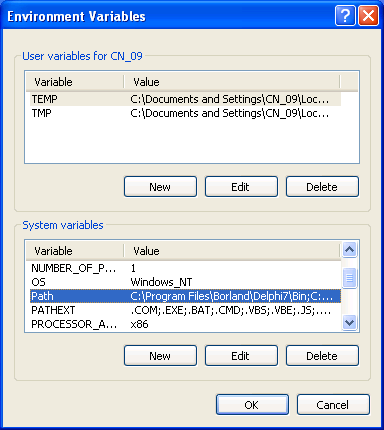 Environment Variables
User variables for CN_09
Variable Value
TEMP C:\Documents and Settings\CN_09\Loc...
TMP C:\Documents and Settings\CN_09\Loc...
New Edit Delete
System variables
Variable Value
NUMBER_OF_P... 1
OS Windows_NT
Path C:\Program Files\Borland\Delphi7\Bin;C:...
PATHEXT .COM;.EXE;.BAT;.CMD;.VBS;.VBE;.JS;....
PROCESSOR_A... x86
New Edit Delete
OK Cancel